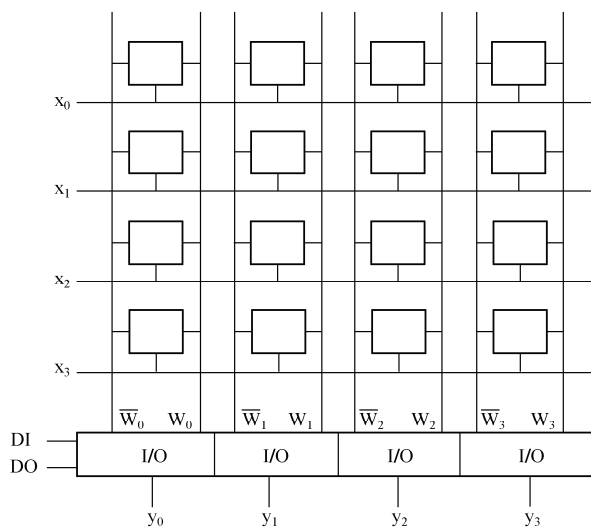 x₀
x₁
x₂
x₃
W̅₀ W₀ W̅₁ W₁ W̅₂ W₂ W̅₃ W₃
DI
DO
I/O I/O I/O I/O
y₀ y₁ y₂ y₃